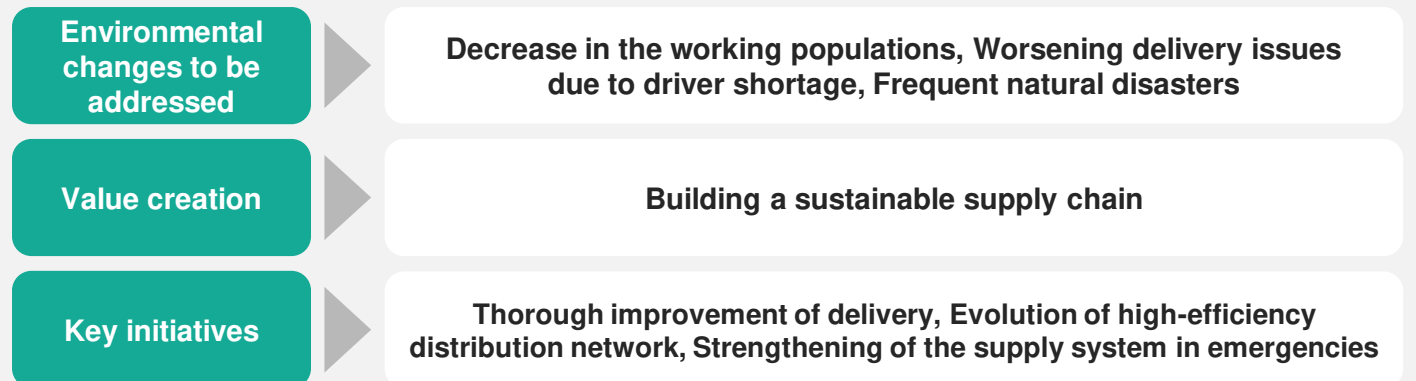 Environmental
changes to be
addressed
Decrease in the working populations, Worsening delivery issues
due to driver shortage, Frequent natural disasters
Value creation
Building a sustainable supply chain
Key initiatives
Thorough improvement of delivery, Evolution of high-efficiency
distribution network, Strengthening of the supply system in emergencies